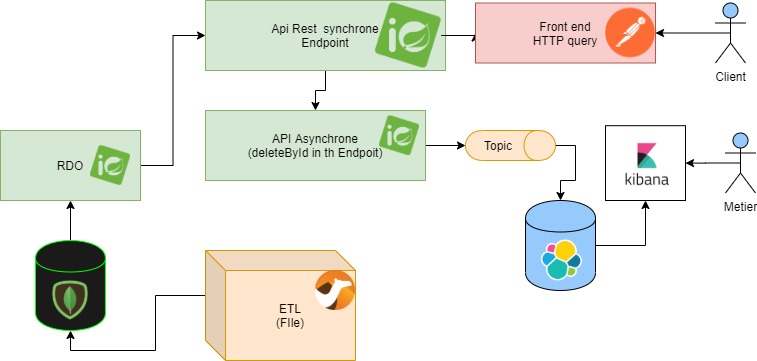 Api Rest synchrone
Endpoint
Front end
HTTP query
Client
API Asynchrone
(deleteById in th Endpoit)
Topic
RDO
kibana
Metier
ETL
(FIle)